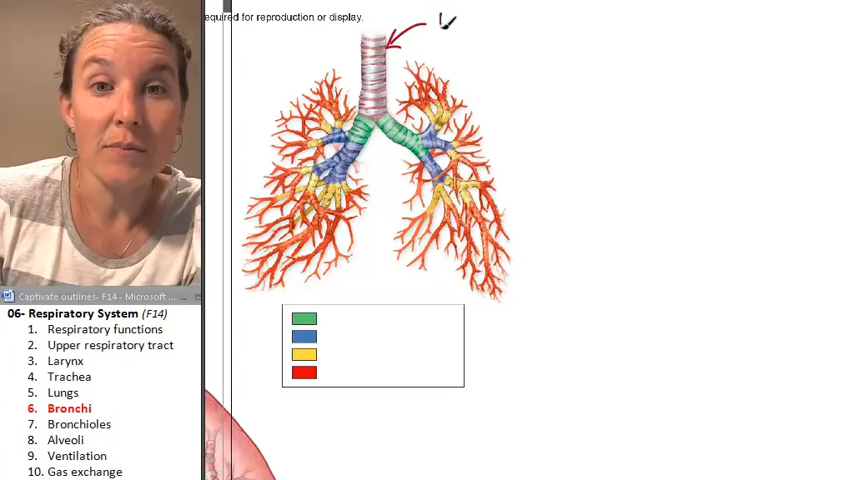 equired for reproduction or display.
Captivate outlines- F14 - Microsoft ...
06- Respiratory System (F14)
1. Respiratory functions
2. Upper respiratory tract
3. Larynx
4. Trachea
5. Lungs
6. Bronchi
7. Bronchioles
8. Alveoli
9. Ventilation
10. Gas exchange